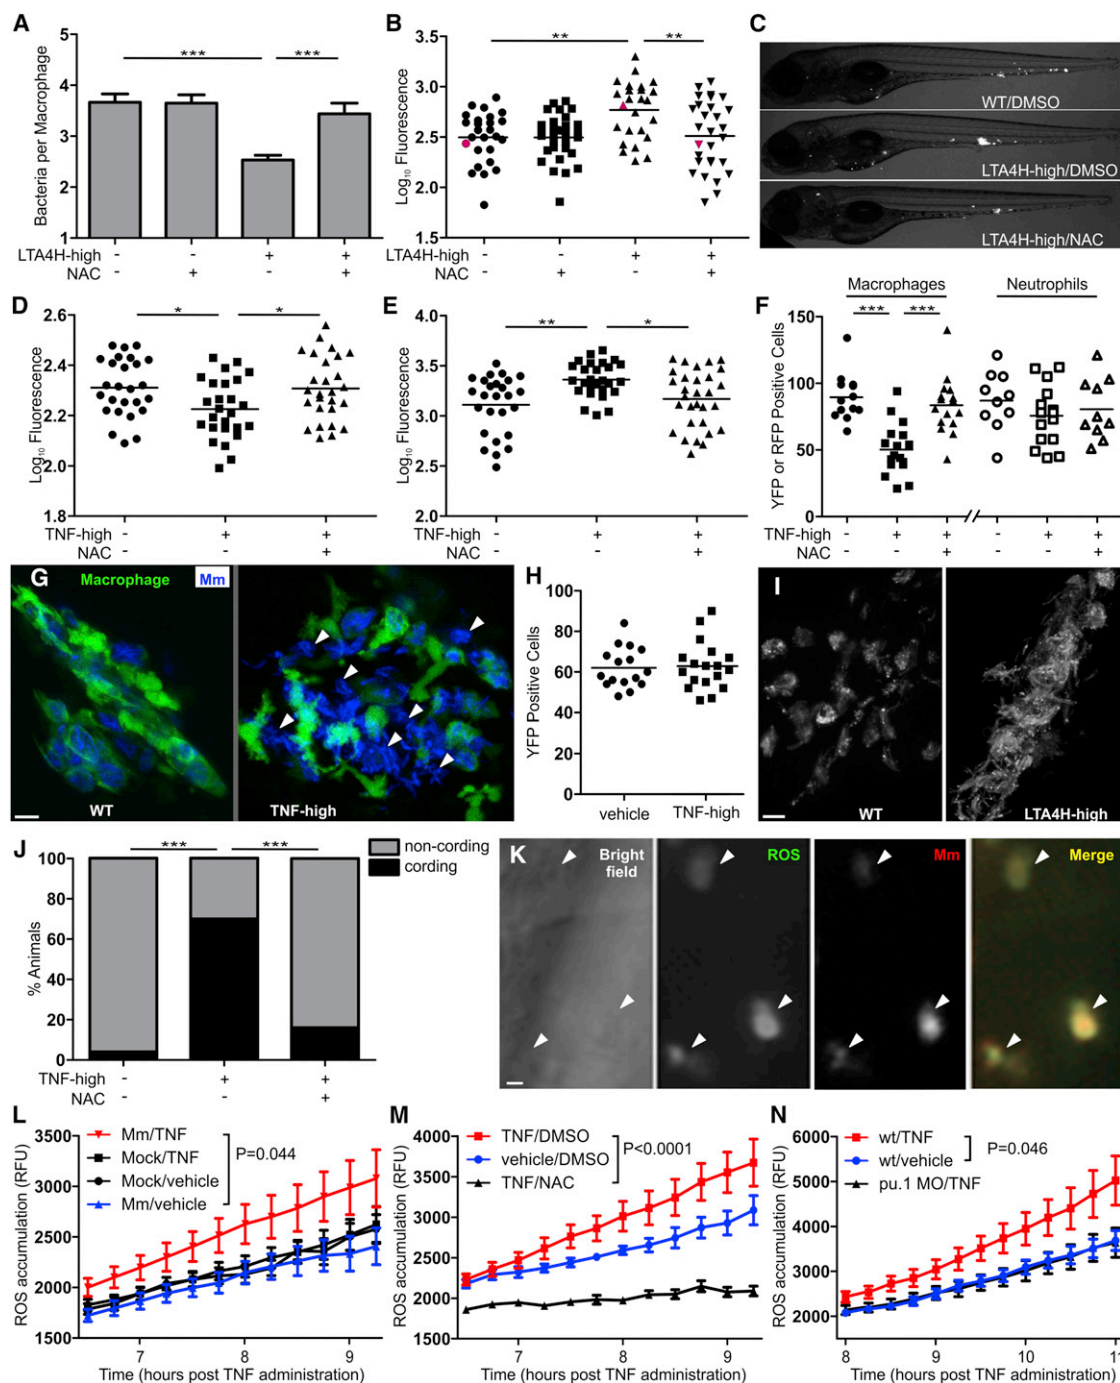 A
***
***
Bacteria per Macrophage
5
4
3
2
1
LTA4H-high - - + +
NAC - + - +
B
**
**
Log10 Fluorescence
3.5
3.0
2.5
2.0
1.5
LTA4H-high - - + +
NAC - + - +
C
WT/DMSO
LTA4H-high/DMSO
LTA4H-high/NAC
D
*
*
Log10 Fluorescence
2.6
2.4
2.2
2.0
1.8
TNF-high - + +
NAC - - +
E
**
*
Log10 Fluorescence
4.0
3.5
3.0
2.5
2.0
TNF-high - + +
NAC - - +
F
Macrophages
Neutrophils
***
***
YFP or RFP Positive Cells
150
100
50
0
TNF-high - + + - + +
NAC - - + - - +
G
Macrophage
Mm
WT
TNF-high
H
YFP Positive Cells
100
80
60
40
20
0
vehicle
TNF-high
I
WT
LTA4H-high
J
***
***
non-cording
cording
% Animals
100
80
60
40
20
0
TNF-high - + +
NAC - - +
K
Bright
field
ROS
Mm
Merge
L
Mm/TNF
Mock/TNF
Mock/vehicle
Mm/vehicle
P=0.044
ROS accumulation (RFU)
3500
3000
2500
2000
1500
7 8 9
Time (hours post TNF administration)
M
TNF/DMSO
vehicle/DMSO
TNF/NAC
P<0.0001
ROS accumulation (RFU)
4000
3500
3000
2500
2000
1500
7 8 9
Time (hours post TNF administration)
N
wt/TNF
wt/vehicle
pu.1 MO/TNF
P=0.046
ROS accumulation (RFU)
6000
5000
4000
3000
2000
8 9 10 11
Time (hours post TNF administration)